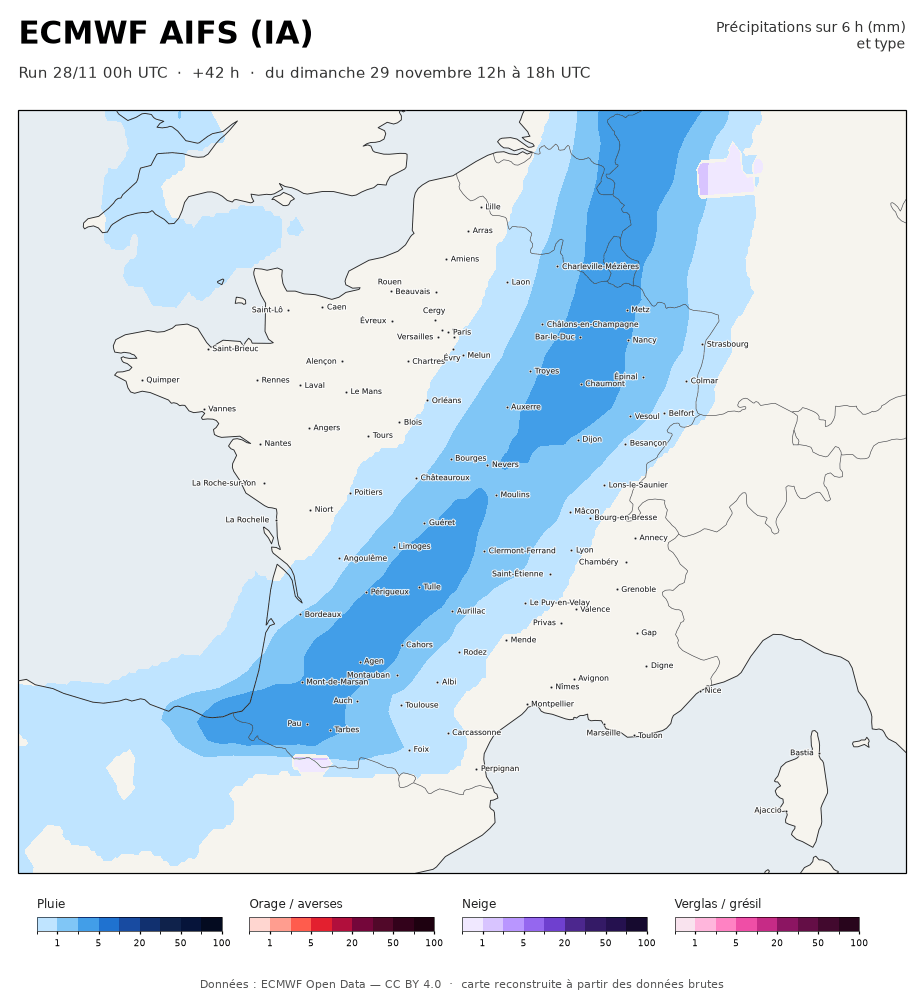 ECMWF AIFS (IA)
Précipitations sur 6 h (mm)
et type
Run 28/11 00h UTC · +42 h · du dimanche 29 novembre 12h à 18h UTC
Lille
Arras
Amiens
Charleville-Mézières
Rouen
Laon
Beauvais
Saint-Lô
Caen
Cergy
Metz
Évreux
Châlons-en-Champagne
Versailles
Paris
Bar-le-Duc
Nancy
Strasbourg
Saint-Brieuc
Alençon
Chartres
Évry
Melun
Quimper
Rennes
Laval
Troyes
Épinal
Colmar
Chaumont
Le Mans
Orléans
Vannes
Auxerre
Vesoul
Belfort
Blois
Angers
Tours
Nantes
Dijon
Besançon
Bourges
Nevers
La Roche-sur-Yon
Châteauroux
Lons-le-Saunier
Poitiers
Moulins
Niort
Mâcon
La Rochelle
Guéret
Bourg-en-Bresse
Annecy
Limoges
Angoulême
Clermont-Ferrand
Lyon
Chambéry
Saint-Étienne
Périgueux
Tulle
Grenoble
Bordeaux
Aurillac
Le Puy-en-Velay
Valence
Privas
Cahors
Mende
Gap
Rodez
Agen
Digne
Montauban
Mont-de-Marsan
Albi
Avignon
Nîmes
Nice
Auch
Toulouse
Montpellier
Pau
Tarbes
Carcassonne
Marseille
Toulon
Foix
Bastia
Perpignan
Ajaccio
Pluie
Orage / averses
Neige
Verglas / grésil
1 5 20 50 100
1 5 20 50 100
1 5 20 50 100
1 5 20 50 100
Données : ECMWF Open Data — CC BY 4.0 · carte reconstruite à partir des données brutes